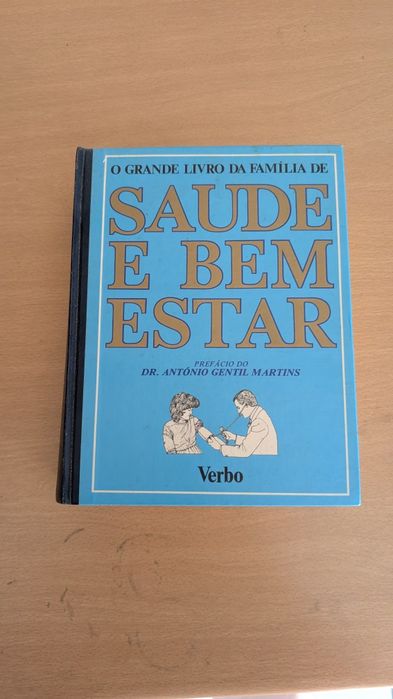 O GRANDE LIVRO DA FAMÍLIA DE
SAUDE
E BEM
ESTAR
PREFÁCIO DO
DR. ANTÓNIO GENTIL MARTINS
Verbo